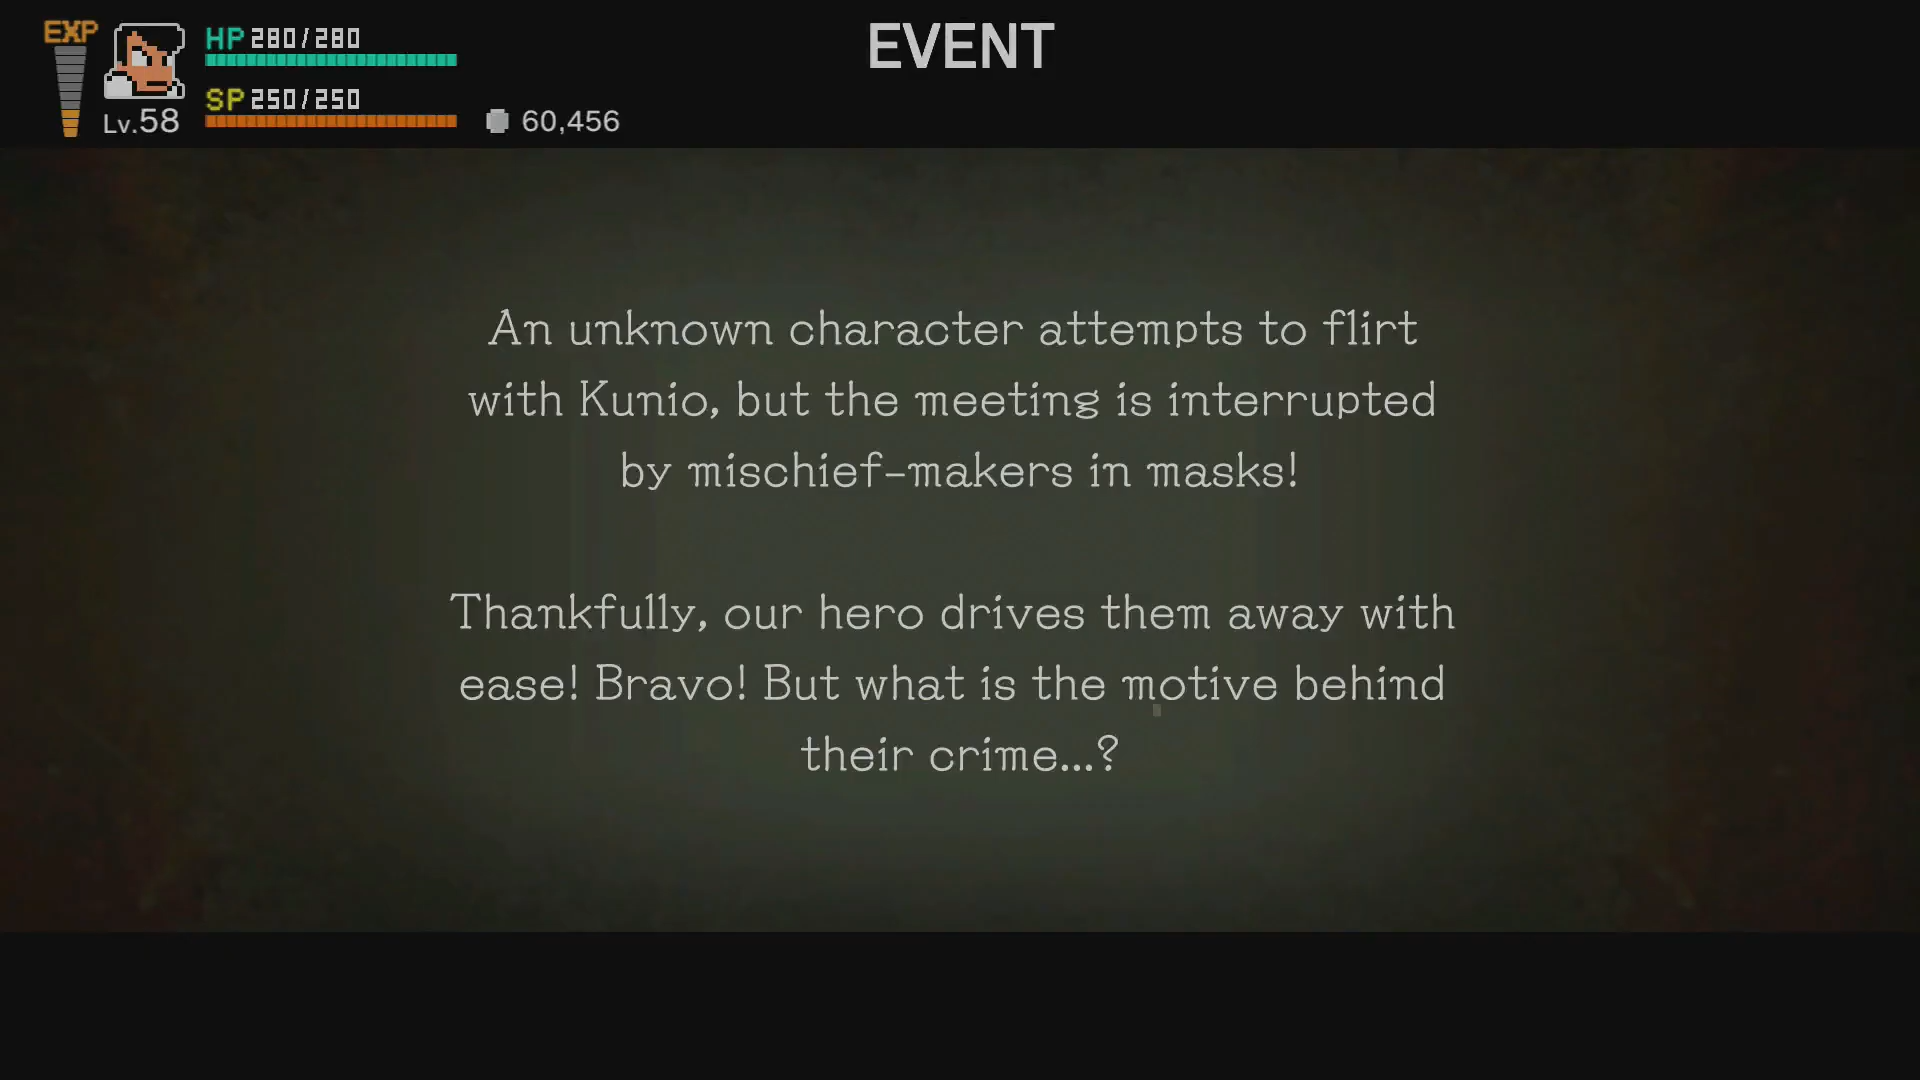 EXP
HP 280/280
EVENT
SP 250/250
Lv.58
60,456
An unknown character attempts to flirt
with Kunio, but the meeting is interrupted
by mischief-makers in masks!
Thankfully, our hero drives them away with
ease! Bravo! But what is the motive behind
their crime...?